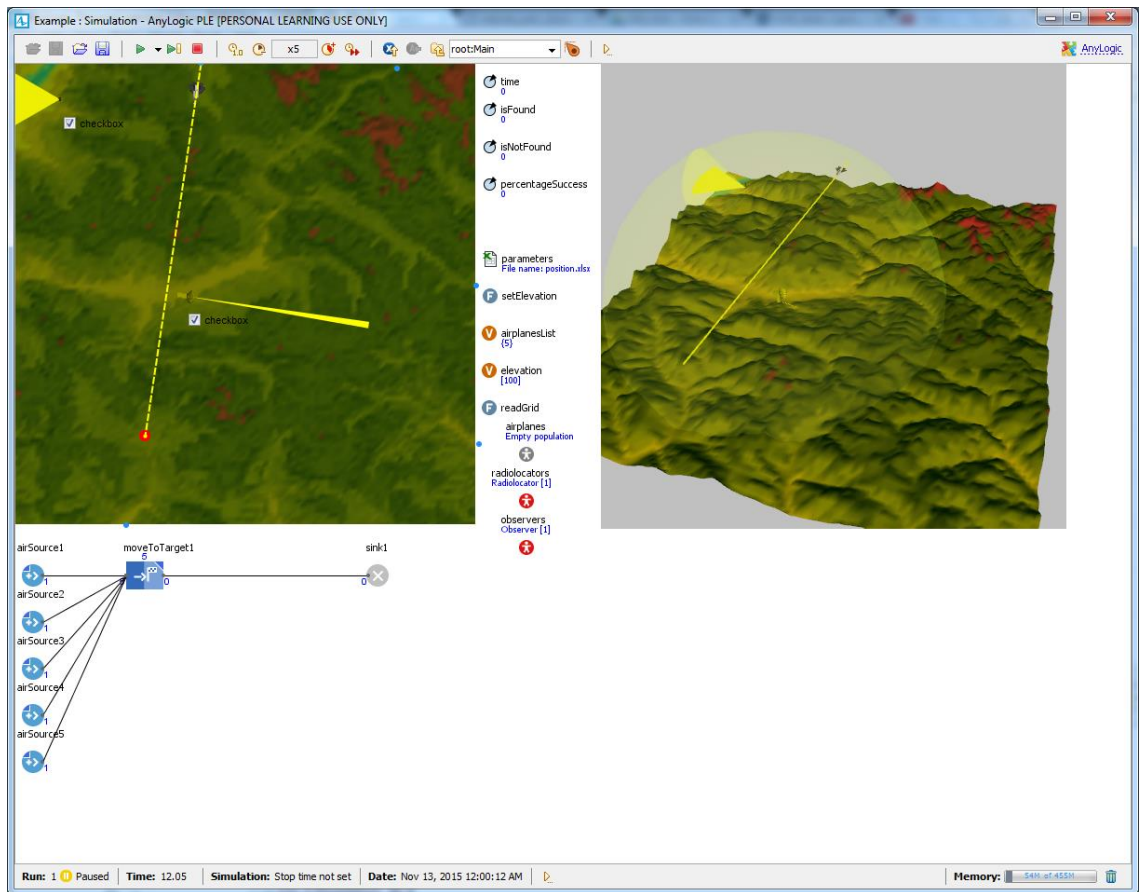 Example : Simulation - AnyLogic PLE [PERSONAL LEARNING USE ONLY]
x5
root:Main
AnyLogic
checkbox
checkbox
time
0
isFound
0
isNotFound
0
percentageSuccess
0
parameters
File name: position.xlsx
F setElevation
V airplanesList
{5}
V elevation
[100]
F readGrid
airplanes
Empty population
radiolocators
Radiolocator [1]
observers
Observer [1]
airSource1
moveToTarget1
sink1
5
1
0
0
airSource2
1
airSource3
1
airSource4
1
airSource5
1
Run: 1 Paused
Time: 12.05
Simulation: Stop time not set
Date: Nov 13, 2015 12:00:12 AM
Memory:
54M of 455M